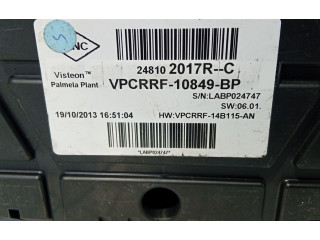 NC
Visteon™
Palmela Plant
24810 2017R--C
VPCRRF-10849-BP
S/N:LABP024747
SW:06.01.
19/10/2013 16:51:04
HW:VPCRRF-14B115-AN
*LABP024747*